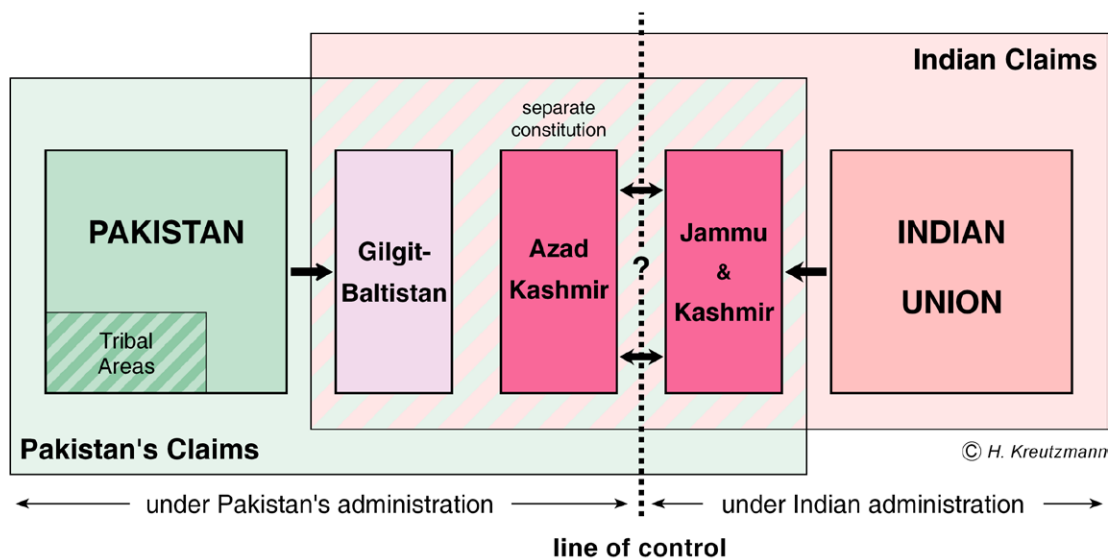 Indian Claims
separate
constitution
PAKISTAN
Tribal
Areas
Gilgit-
Baltistan
Azad
Kashmir
?
Jammu
&
Kashmir
INDIAN
UNION
Pakistan's Claims
© H. Kreutzmann
under Pakistan's administration
under Indian administration
line of control